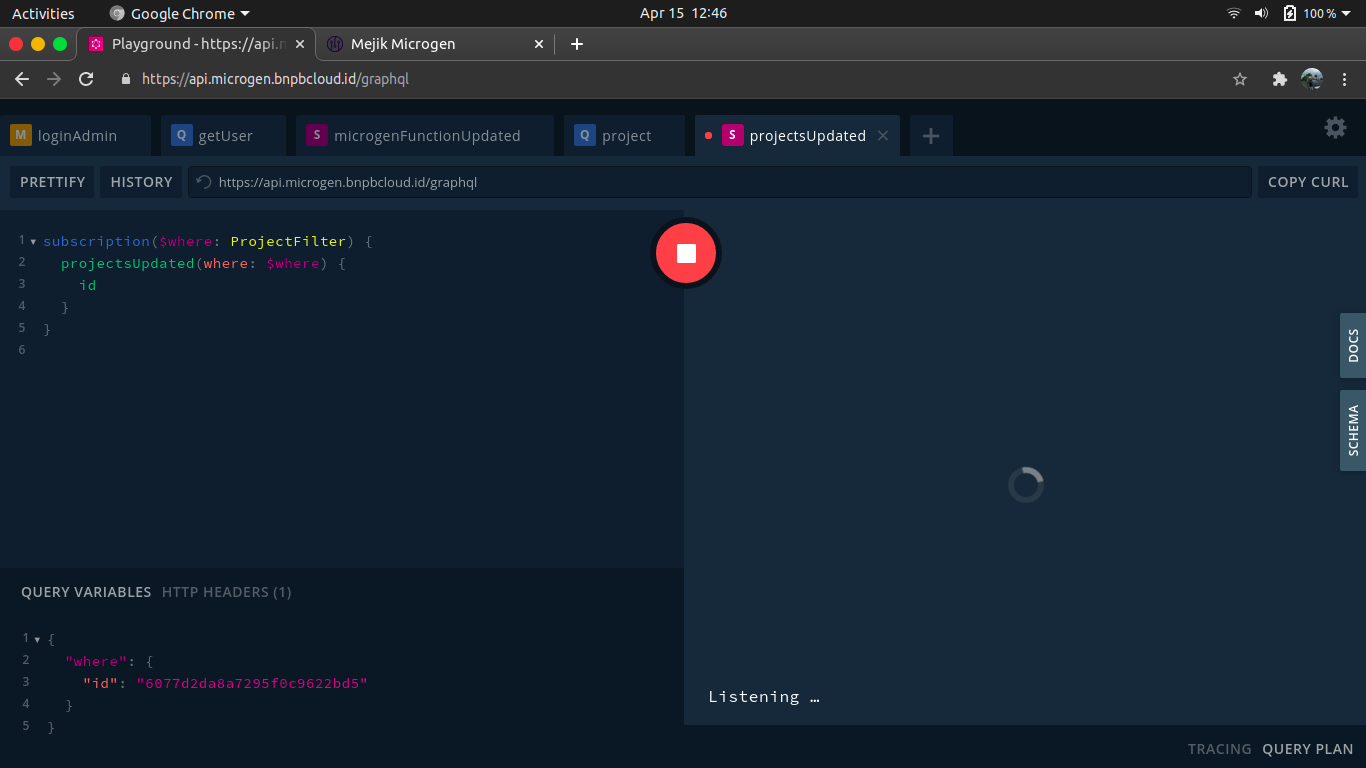 Activities Google Chrome Apr 15 12:46 100 %
Playground - https://api.m Mejik Microgen
https://api.microgen.bnpbcloud.id/graphql
M loginAdmin Q getUser S microgenFunctionUpdated Q project S projectsUpdated
PRETTIFY HISTORY https://api.microgen.bnpbcloud.id/graphql COPY CURL
1 subscription($where: ProjectFilter) {
2 projectsUpdated(where: $where) {
3 id
4 }
5 }
6
DOCS
SCHEMA
QUERY VARIABLES HTTP HEADERS (1)
1 {
2 "where": {
3 "id": "6077d2da8a7295f0c9622bd5"
4 }
5 }
Listening …
TRACING QUERY PLAN